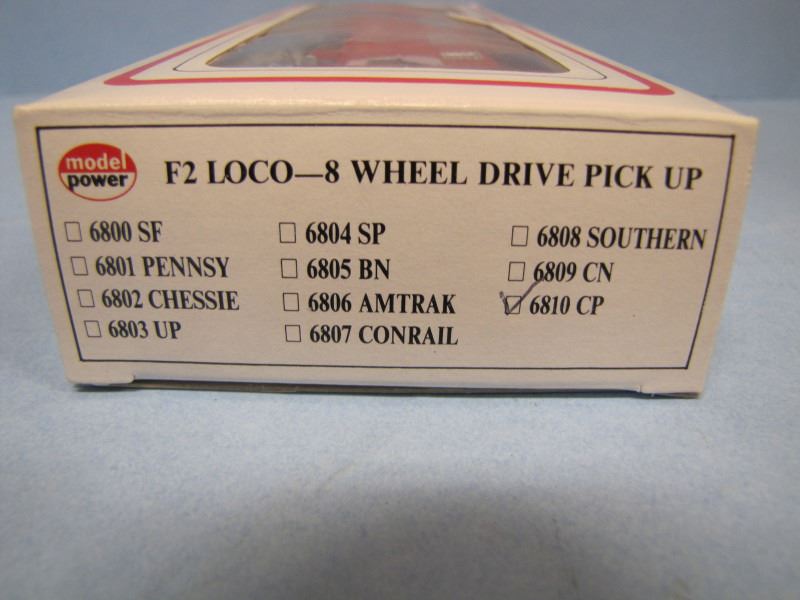 model
power
F2 LOCO—8 WHEEL DRIVE PICK UP
6800 SF
6801 PENNSY
6802 CHESSIE
6803 UP
6804 SP
6805 BN
6806 AMTRAK
6807 CONRAIL
6808 SOUTHERN
6809 CN
6810 CP